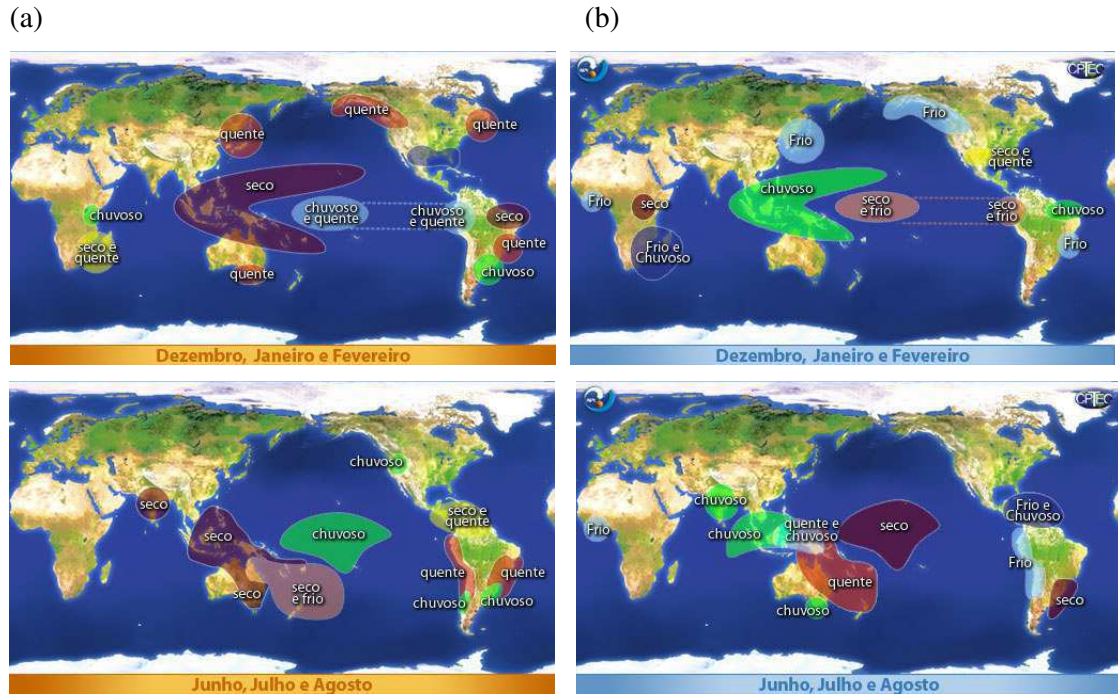 (a)
(b)
quente
quente
quente
seco
chuvoso
chuvoso
e quente
chuvoso
e quente
seco
seco e
quente
quente
quente
chuvoso
Dezembro, Janeiro e Fevereiro
CPTEC
Frio
Frio
seco e
quente
chuvoso
Frio
seco
seco
e frio
seco
e frio
chuvoso
Frio e
Chuvoso
Frio
Dezembro, Janeiro e Fevereiro
chuvoso
seco
seco e
quente
seco
chuvoso
quente
quente
seco
seco
e frio
chuvoso
chuvoso
Junho, Julho e Agosto
CPTEC
chuvoso
Frio e
Chuvoso
Frio
chuvoso
quente e
chuvoso
seco
Frio
quente
chuvoso
seco
Junho, Julho e Agosto